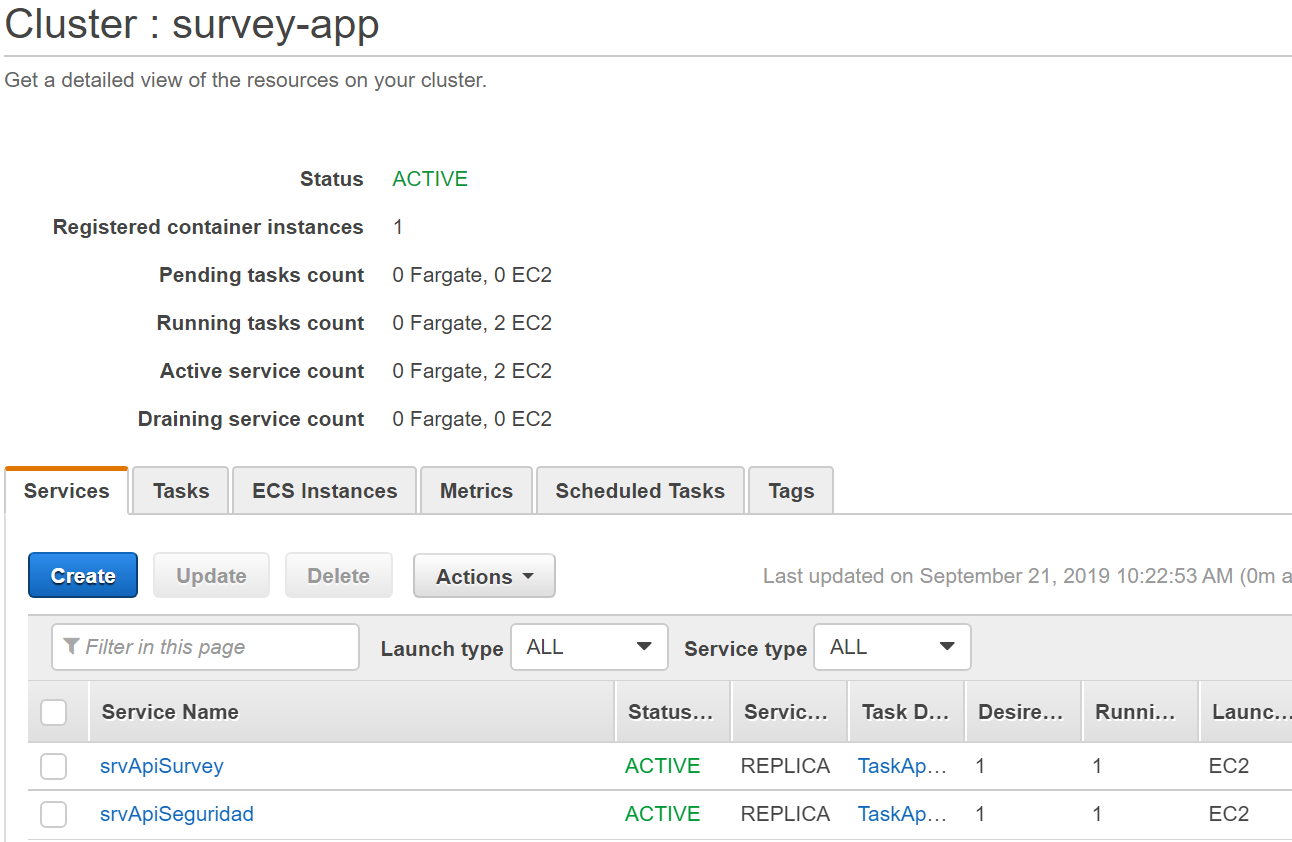 Cluster : survey-app
Get a detailed view of the resources on your cluster.
Status ACTIVE
Registered container instances 1
Pending tasks count 0 Fargate, 0 EC2
Running tasks count 0 Fargate, 2 EC2
Active service count 0 Fargate, 2 EC2
Draining service count 0 Fargate, 0 EC2
Services Tasks ECS Instances Metrics Scheduled Tasks Tags
Create Update Delete Actions Last updated on September 21, 2019 10:22:53 AM (0m a
Filter in this page Launch type ALL Service type ALL
Service Name Status... Servic... Task D... Desire... Runni... Launc...
srvApiSurvey ACTIVE REPLICA TaskAp... 1 1 EC2
srvApiSeguridad ACTIVE REPLICA TaskAp... 1 1 EC2